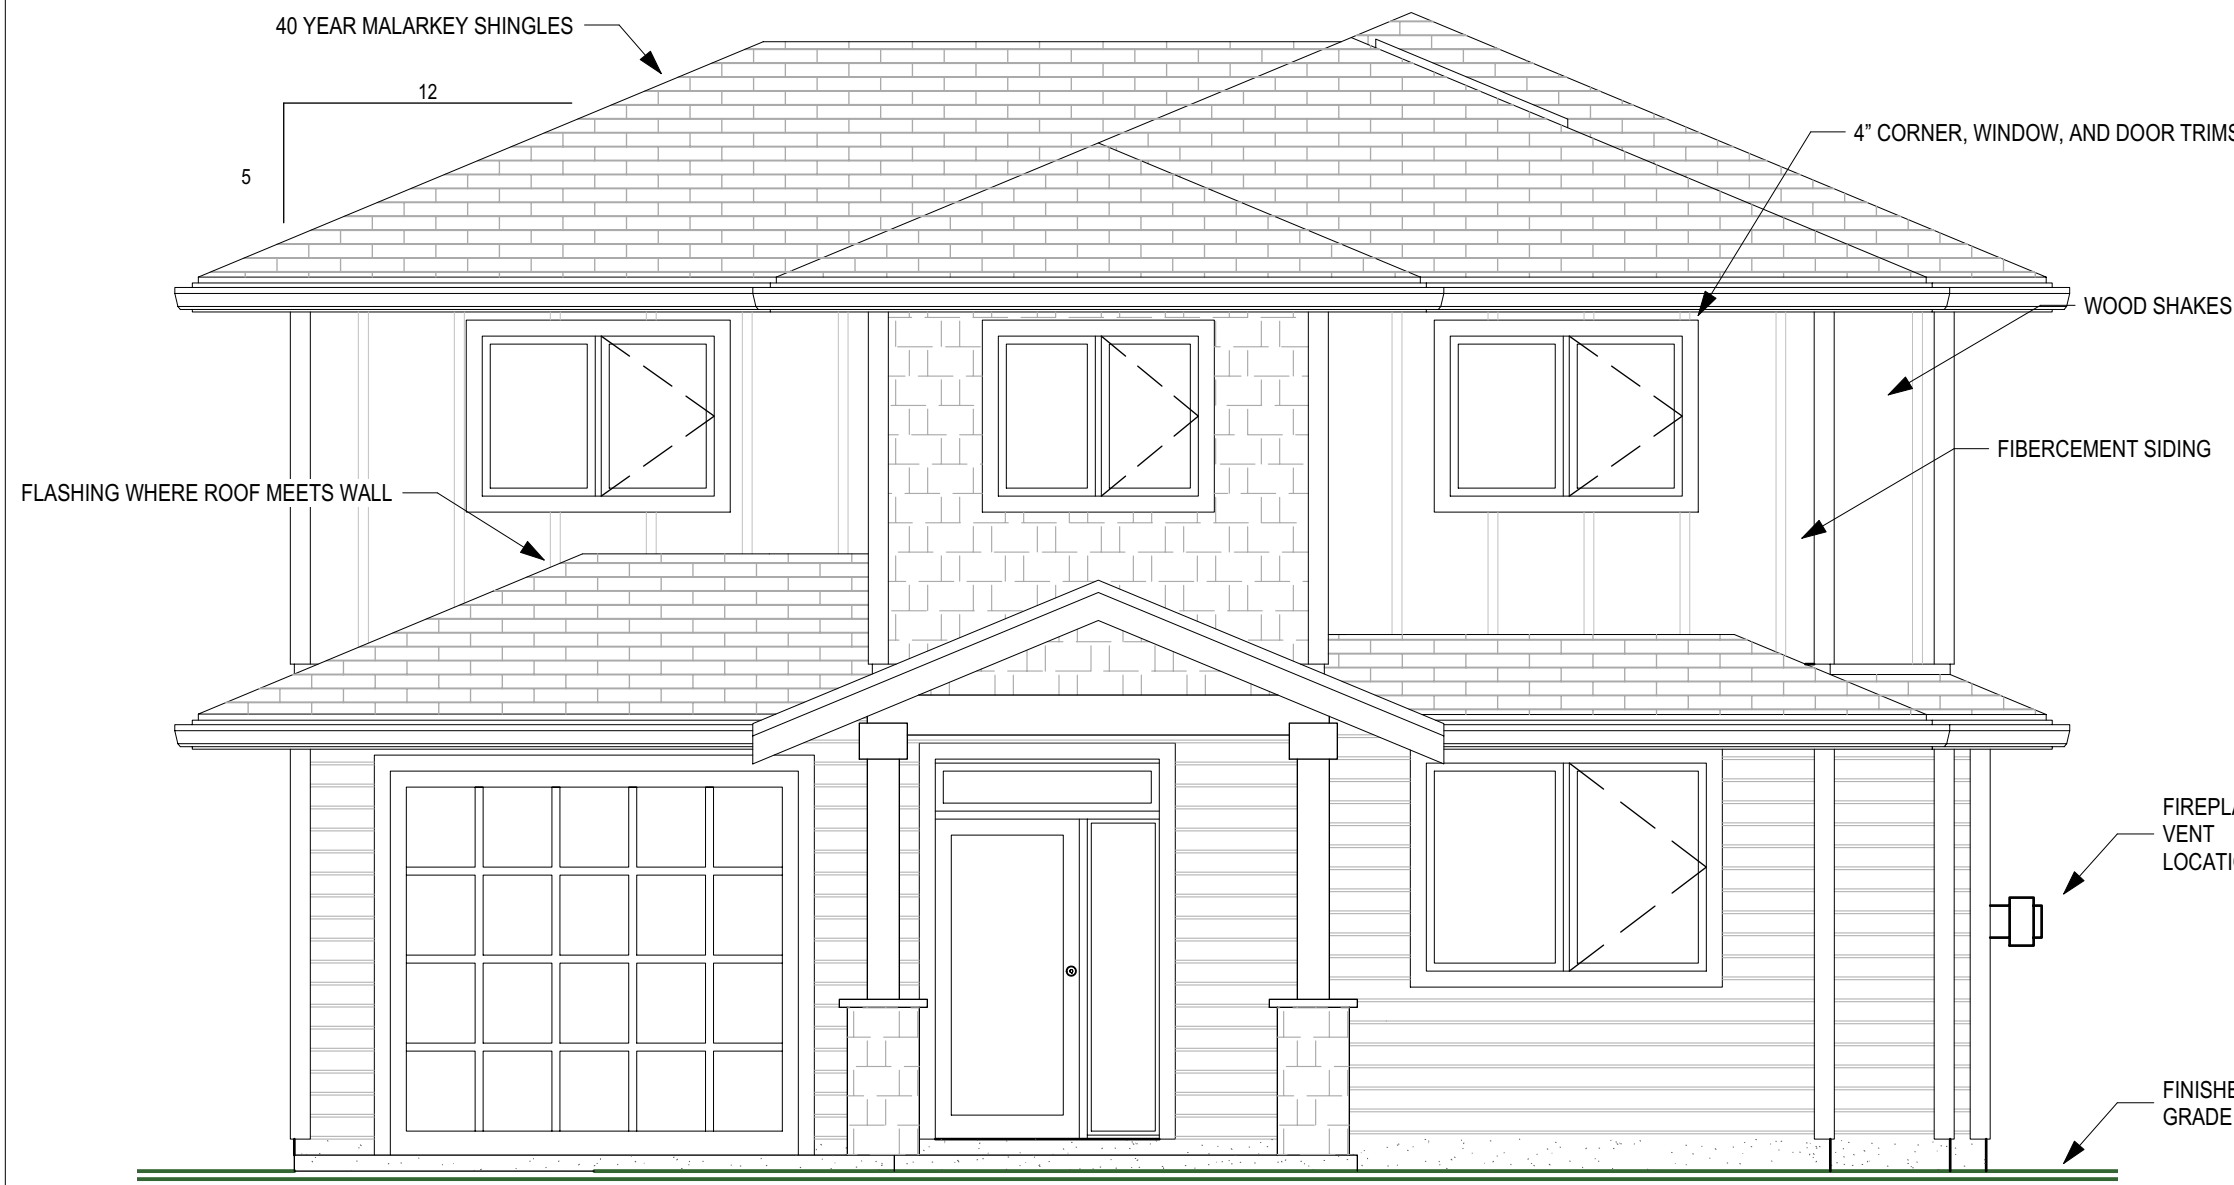 40 YEAR MALARKEY SHINGLES
12
5
4” CORNER, WINDOW, AND DOOR TRIMS
WOOD SHAKES
FIBERCEMENT SIDING
FLASHING WHERE ROOF MEETS WALL
VENT
GRADE